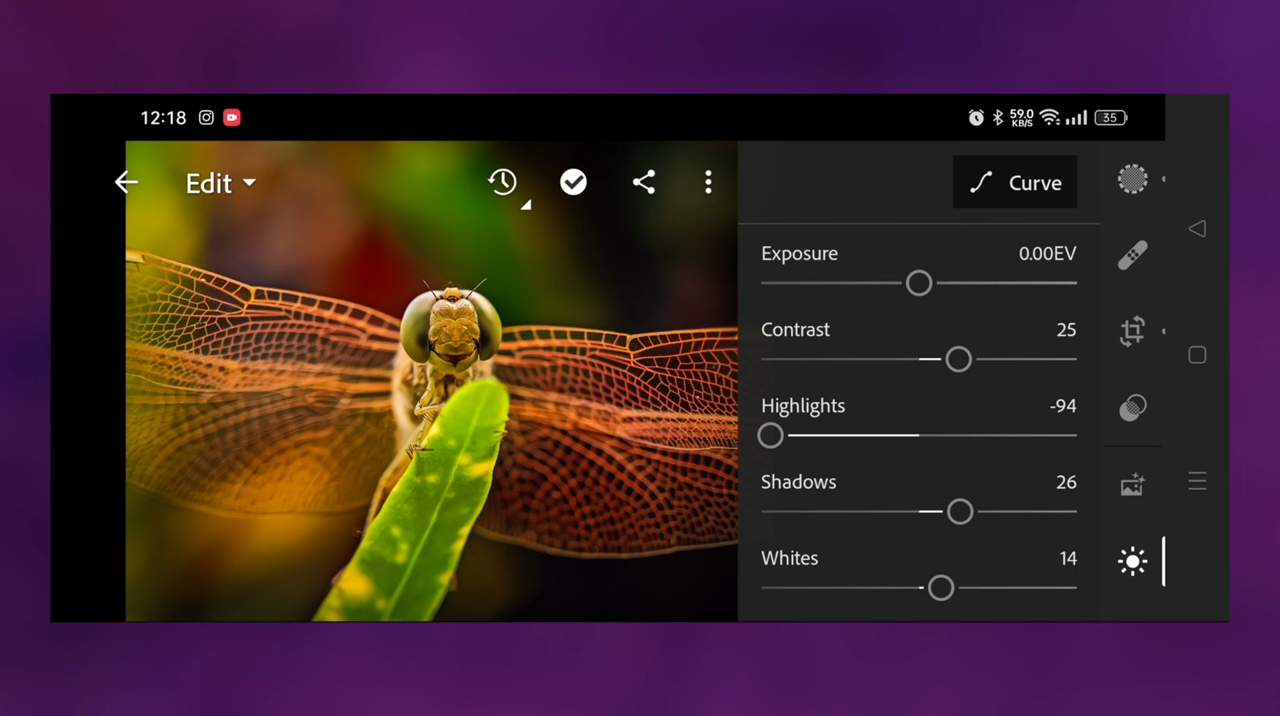 12:18
59.0
KB/S
35
Edit
Curve
Exposure 0.00EV
Contrast 25
Highlights -94
Shadows 26
Whites 14